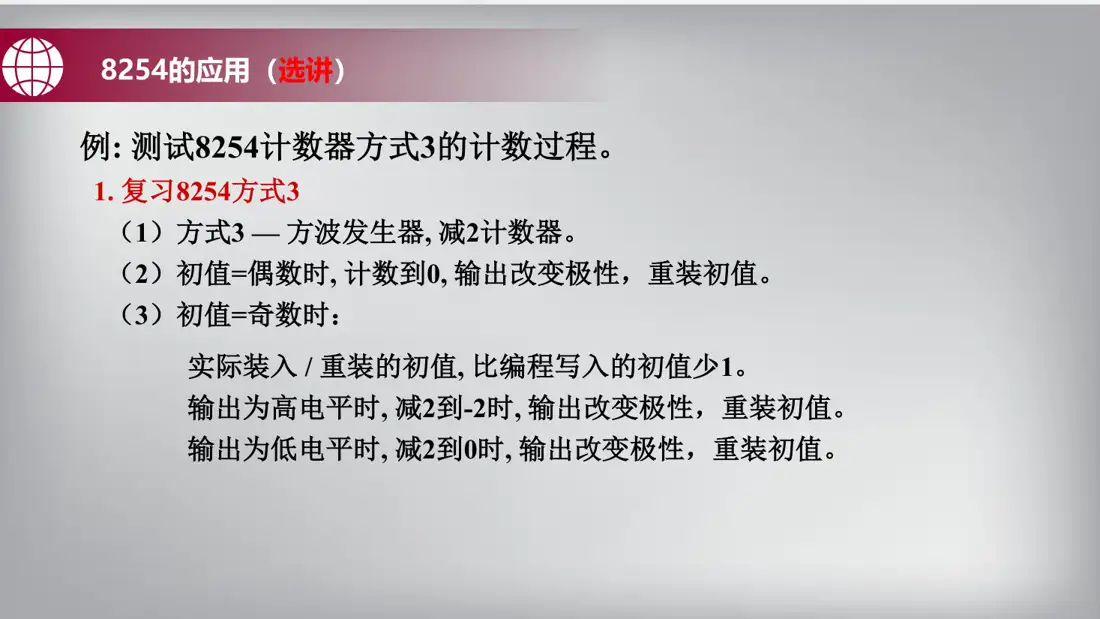 8254的应用（选讲）
例: 测试8254计数器方式3的计数过程。
1. 复习8254方式3
（1）方式3 — 方波发生器, 减2计数器。
（2）初值=偶数时, 计数到0, 输出改变极性，重装初值。
（3）初值=奇数时：
实际装入 / 重装的初值, 比编程写入的初值少1。
输出为高电平时, 减2到-2时, 输出改变极性，重装初值。
输出为低电平时, 减2到0时, 输出改变极性，重装初值。